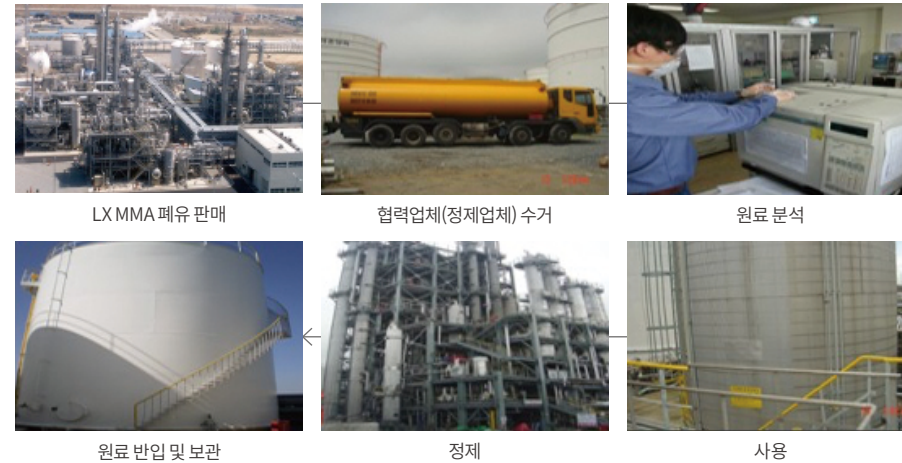 LX MMA 폐유 판매
협력업체(정제업체) 수거
원료 분석
원료 반입 및 보관
정제
사용